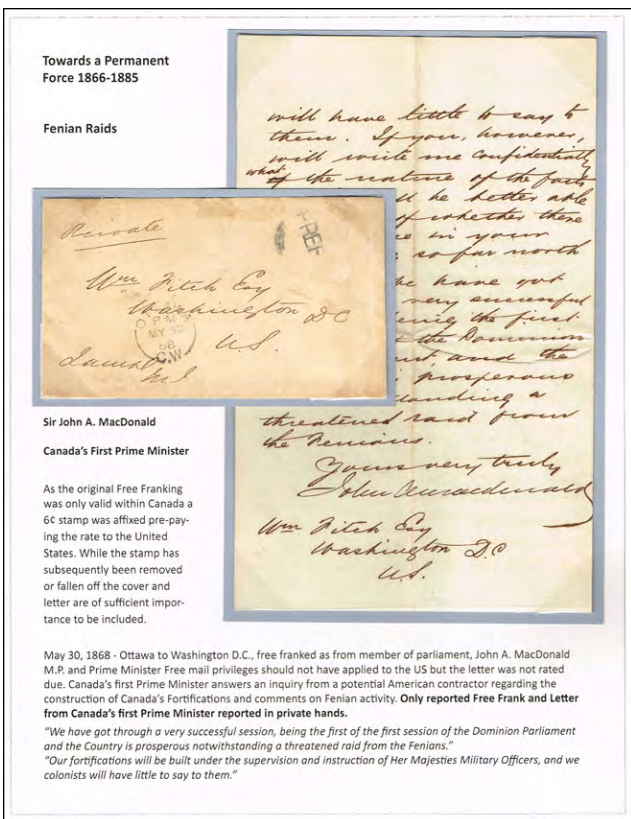 Towards a Permanent
Force 1866-1885
Fenian Raids
will have little to say to
them. If you, however,
will write me confidentially
what
of the nature of the facts
ll be better able
of whether there
e in your
so far north
have got
very successful
eing the first
the Dominion
and the
prosperous
anding a
threatened raid from
the Fenians.
Yours very truly
John A Macdonald
Wm Fitch Esq
Washington D.C
U.S.
Private
FREE
Wm Fitch Esq
Washington DC
U.S.
PM
MY 30
68
C.W.
Sir John A. MacDonald
Canada's First Prime Minister
As the original Free Franking
was only valid within Canada a
6¢ stamp was affixed pre-pay-
ing the rate to the United
States. While the stamp has
subsequently been removed
or fallen off the cover and
letter are of sufficient impor-
tance to be included.
May 30, 1868 - Ottawa to Washington D.C., free franked as from member of parliament, John A. MacDonald
M.P. and Prime Minister Free mail privileges should not have applied to the US but the letter was not rated
due. Canada's first Prime Minister answers an inquiry from a potential American contractor regarding the
construction of Canada's Fortifications and comments on Fenian activity. Only reported Free Frank and Letter
from Canada's first Prime Minister reported in private hands.
"We have got through a very successful session, being the first of the first session of the Dominion Parliament
and the Country is prosperous notwithstanding a threatened raid from the Fenians."
"Our fortifications will be built under the supervision and instruction of Her Majesties Military Officers, and we
colonists will have little to say to them."